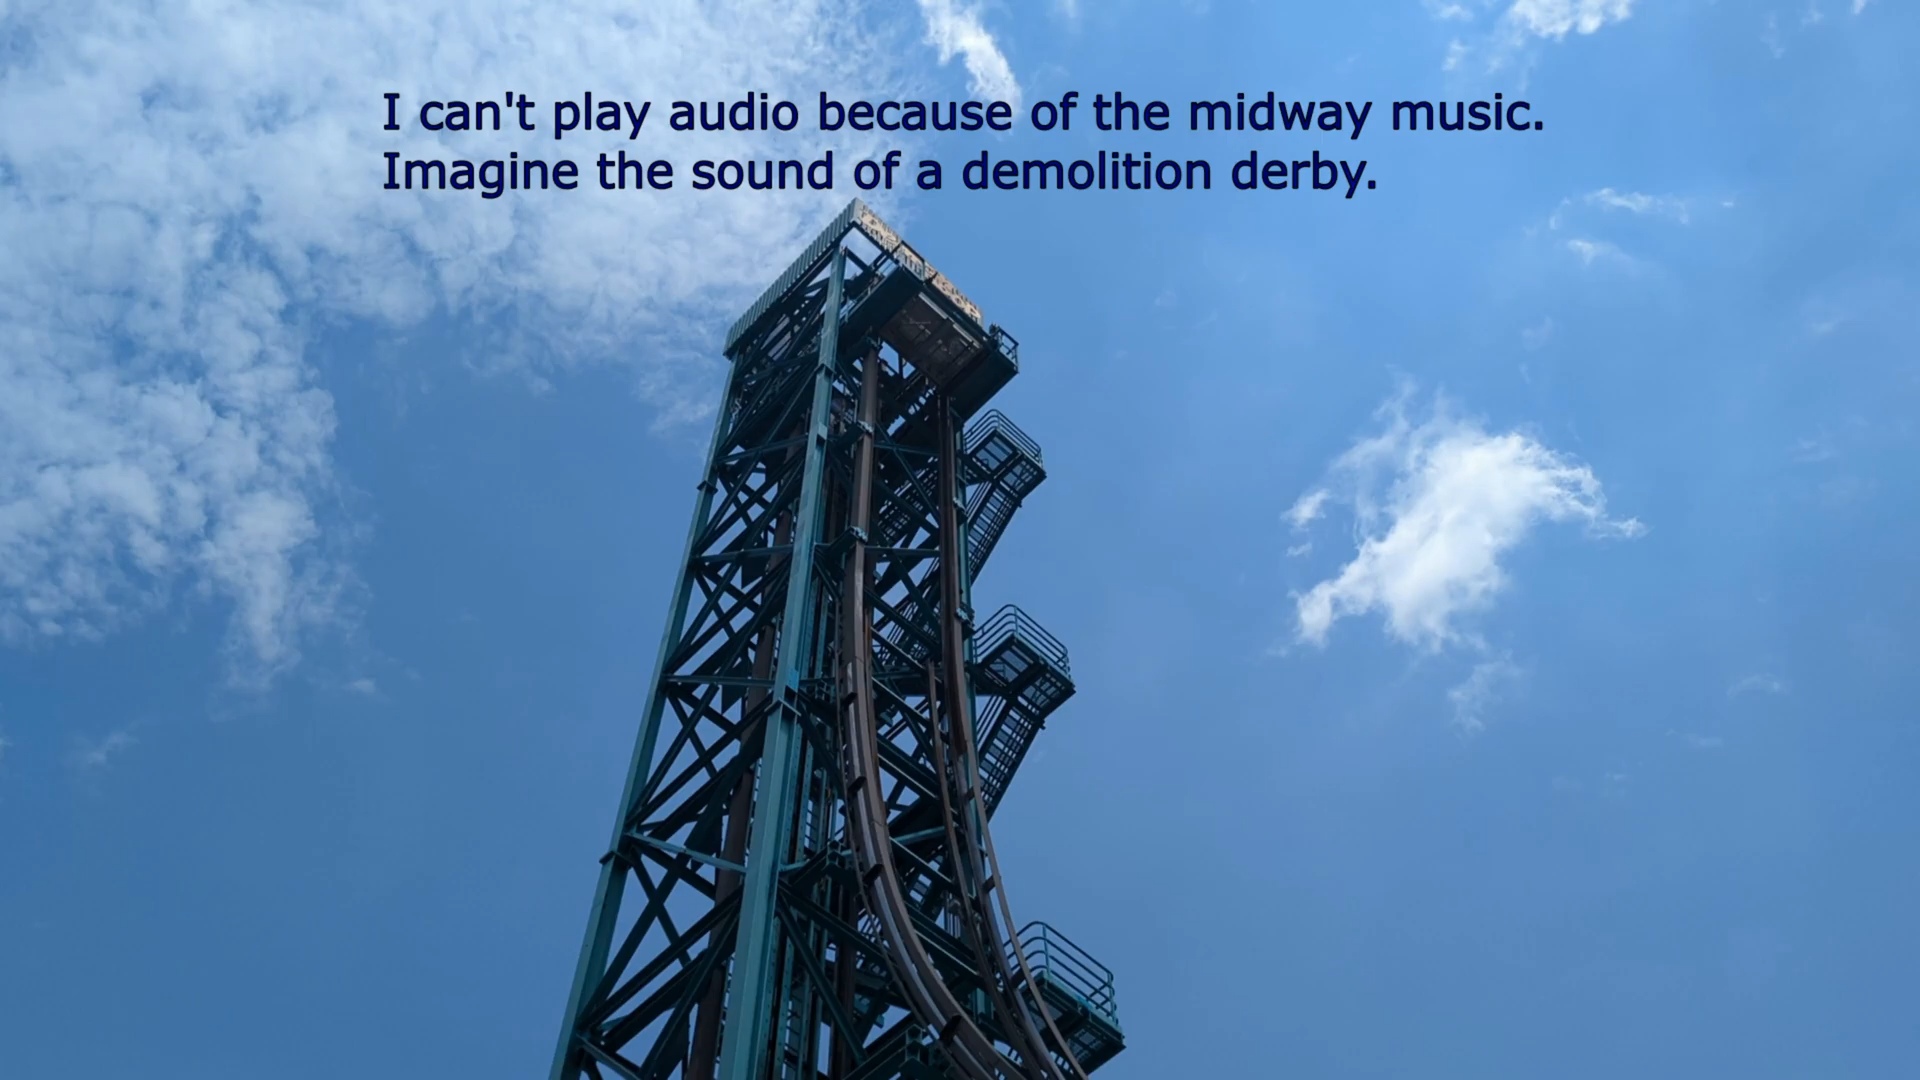 I can't play audio because of the midway music.
Imagine the sound of a demolition derby.